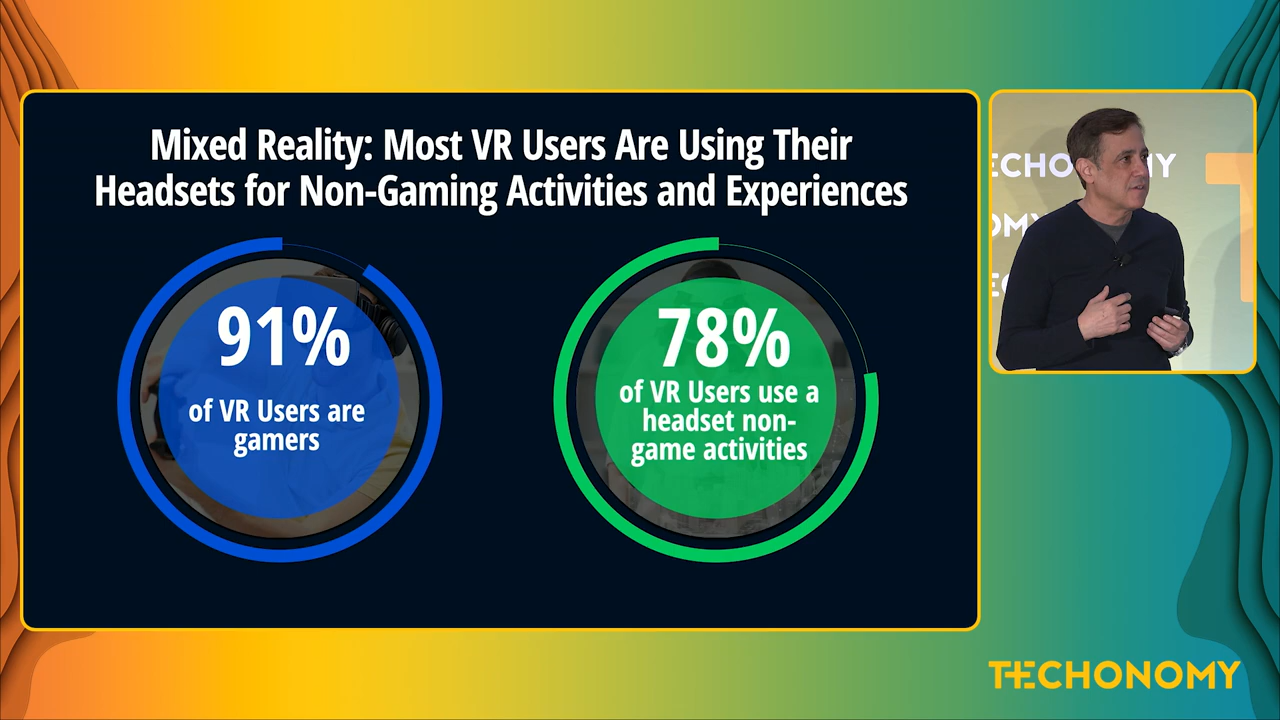 Mixed Reality: Most VR Users Are Using Their
Headsets for Non-Gaming Activities and Experiences
91%
of VR Users are
gamers
78%
of VR Users use a
headset non-
game activities
ECHONOMY
TECHONOMY